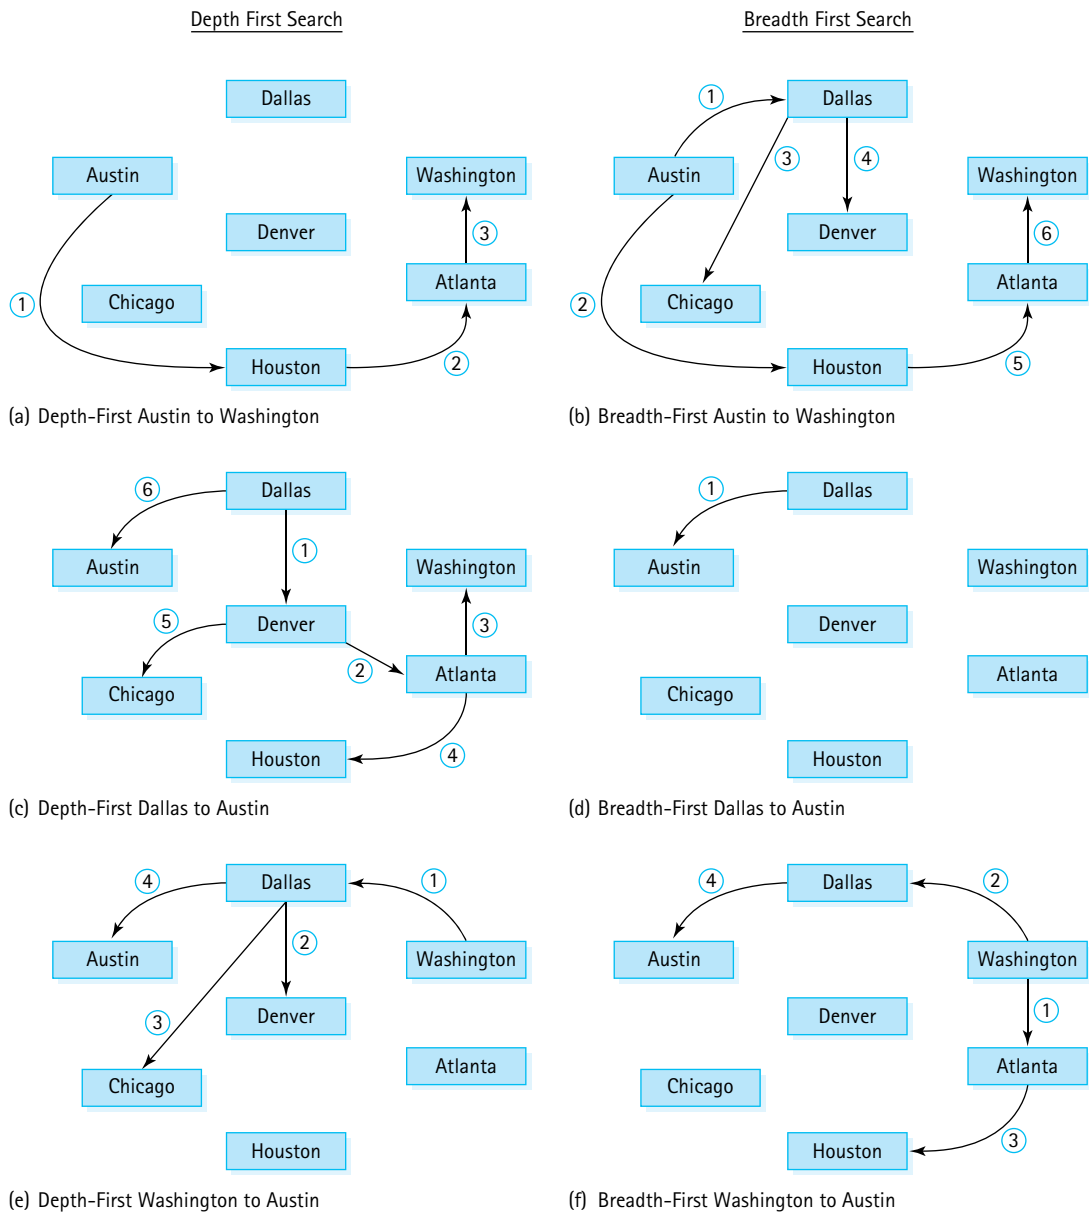 Depth First Search
Breadth First Search
Dallas
Austin
Washington
Denver
3
Atlanta
Chicago
1
Houston
2
(a) Depth-First Austin to Washington
1
Dallas
3
4
Austin
Washington
Denver
6
Atlanta
Chicago
2
Houston
5
(b) Breadth-First Austin to Washington
6
Dallas
1
Austin
Washington
5
Denver
3
2
Atlanta
Chicago
Houston
4
(c) Depth-First Dallas to Austin
1
Dallas
Austin
Washington
Denver
Atlanta
Chicago
Houston
(d) Breadth-First Dallas to Austin
4
Dallas
1
2
Austin
Washington
3
Denver
Atlanta
Chicago
Houston
(e) Depth-First Washington to Austin
4
Dallas
2
Austin
Washington
Denver
1
Atlanta
Chicago
Houston
3
(f) Breadth-First Washington to Austin